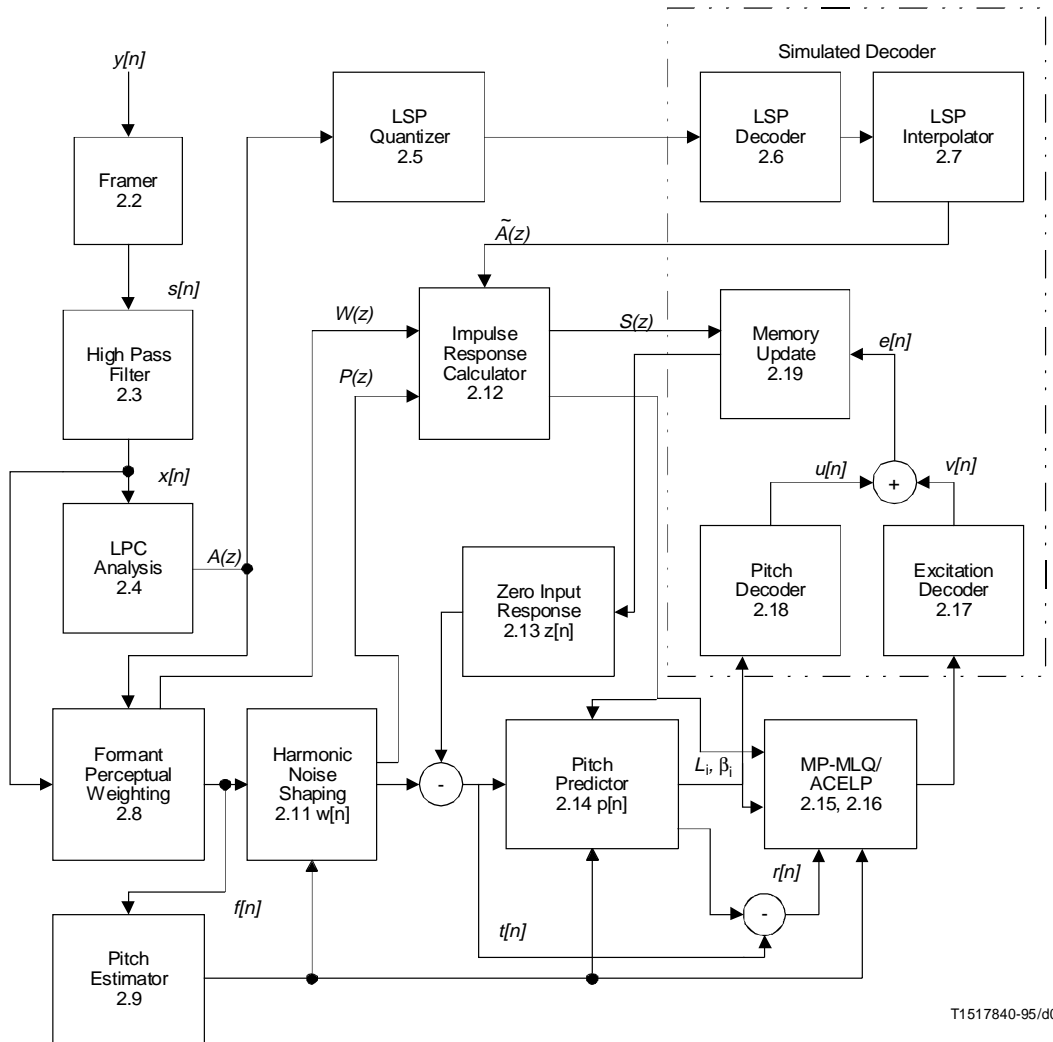 Simulated Decoder
y[n]
LSP
Quantizer
2.5
LSP
Decoder
2.6
LSP
Interpolator
2.7
Framer
2.2
Ã(z)
s[n]
W(z)
Impulse
Response
Calculator
2.12
S(z)
Memory
Update
2.19
e[n]
High Pass
Filter
2.3
P(z)
x[n]
u[n]
+
v[n]
LPC
Analysis
2.4
A(z)
Zero Input
Response
2.13 z[n]
Pitch
Decoder
2.18
Excitation
Decoder
2.17
Formant
Perceptual
Weighting
2.8
Harmonic
Noise
Shaping
2.11 w[n]
-
Pitch
Predictor
2.14 p[n]
Li, βi
MP-MLQ/
ACELP
2.15, 2.16
r[n]
f[n]
-
t[n]
Pitch
Estimator
2.9
T1517840-95/d0